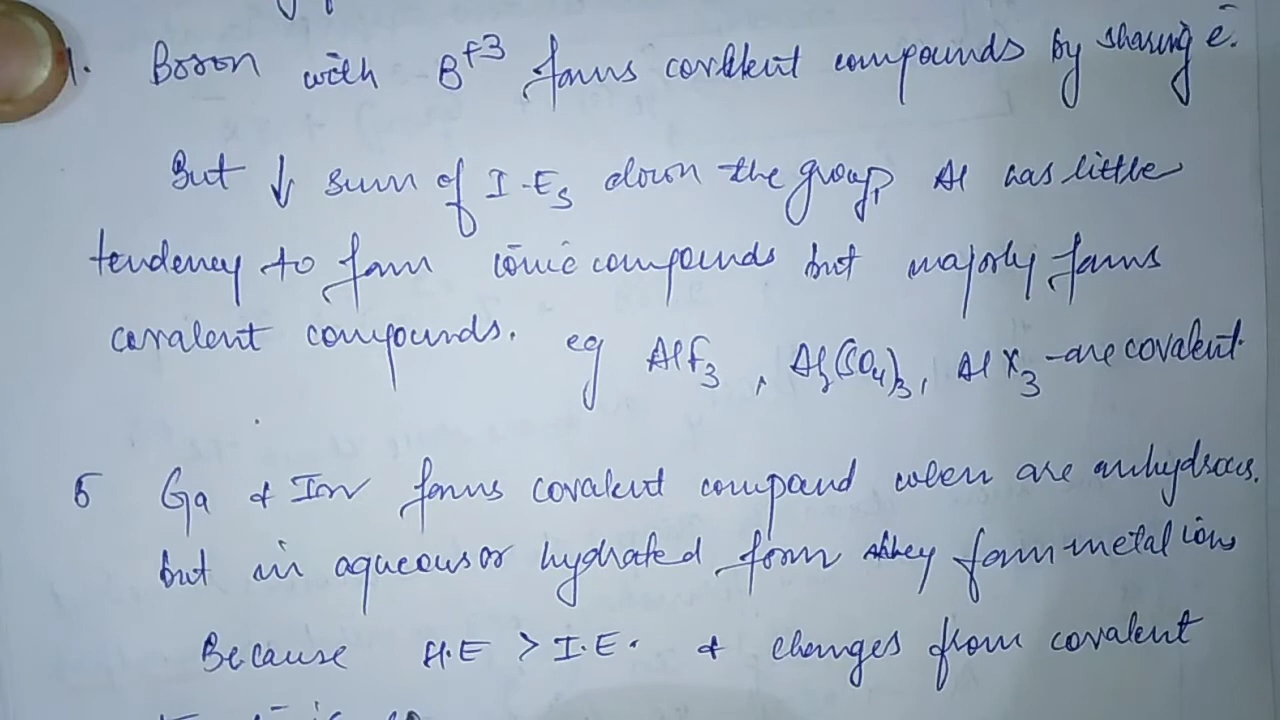 1. Boron with B+3 forms covalent compounds by sharing e-.
But ↓ sum of I.Es down the group, Al has little
tendency to form ionic compounds but majorly forms
covalent compounds. eg AlF3, Al2(SO4)3, AlX3 -are covalent.
5 Ga & In forms covalent compound when are anhydrous.
but in aqueous or hydrated form they form metal ions
Because H.E > I.E. & changes from covalent